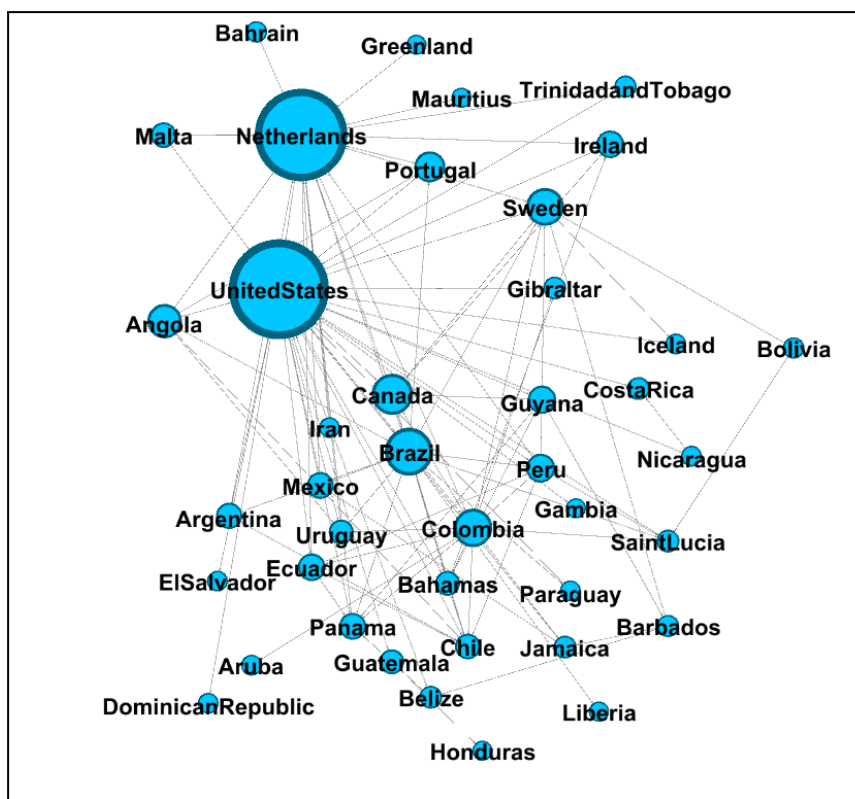 Bahrain
Greenland
TrinidadandTobago
Mauritius
Malta
Netherlands
Ireland
Portugal
Sweden
UnitedStates
Gibraltar
Angola
Iceland
Bolivia
CostaRica
Canada
Guyana
Iran
Brazil
Nicaragua
Peru
Mexico
Gambia
Argentina
Uruguay
Colombia
SaintLucia
Ecuador
ElSalvador
Bahamas
Paraguay
Panama
Barbados
Chile
Jamaica
Aruba
Guatemala
Belize
DominicanRepublic
Liberia
Honduras